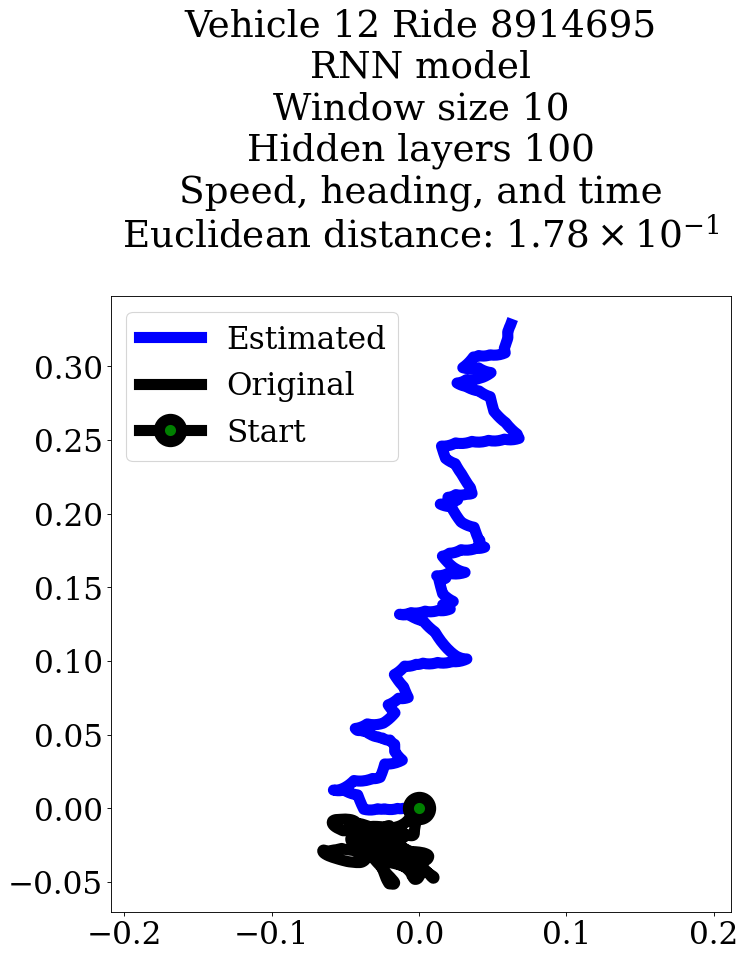 Vehicle 12 Ride 8914695
RNN model
Window size 10
Hidden layers 100
Speed, heading, and time
Euclidean distance: 1.78 × 10⁻¹
Estimated
Original
Start
0.30
0.25
0.20
0.15
0.10
0.05
0.00
−0.05
−0.2
−0.1
0.0
0.1
0.2